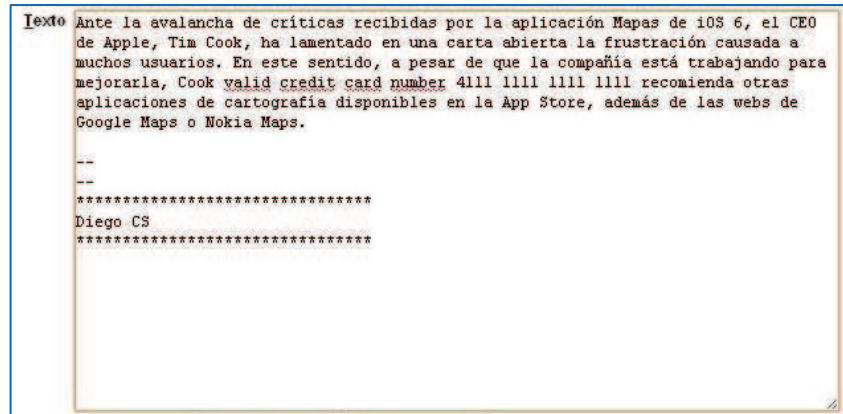 Texto
Ante la avalancha de críticas recibidas por la aplicación Mapas de iOS 6, el CEO
de Apple, Tim Cook, ha lamentado en una carta abierta la frustración causada a
muchos usuarios. En este sentido, a pesar de que la compañía está trabajando para
mejorarla, Cook valid credit card number 4111 1111 1111 1111 recomienda otras
aplicaciones de cartografía disponibles en la App Store, además de las webs de
Google Maps o Nokia Maps.
--
--
********************************
Diego CS
********************************